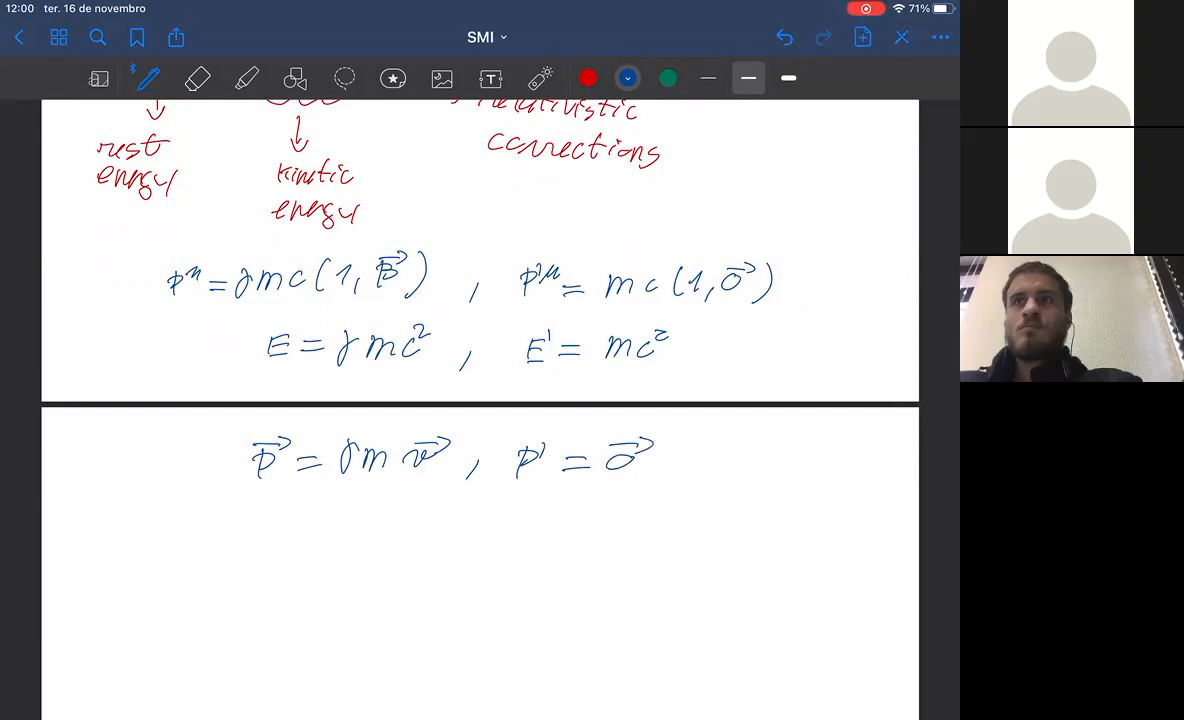 12:00 ter. 16 de novembro 71%
SMI
T
relativistic
corrections
rest
energy
kinetic
energy
p^μ = γmc(1, β⃗) , p'^μ = mc(1, 0⃗)
E = γmc² , E' = mc²
p⃗ = γm v⃗ , p' = 0⃗